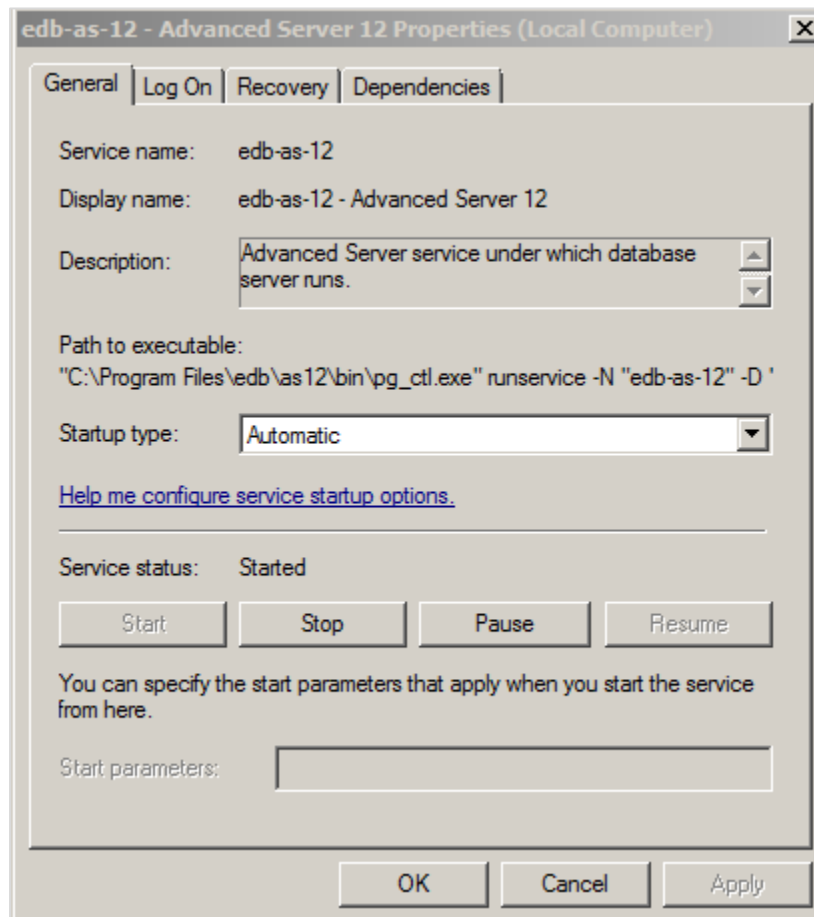 edb-as-12 - Advanced Server 12 Properties (Local Computer)
General Log On Recovery Dependencies
Service name: edb-as-12
Display name: edb-as-12 - Advanced Server 12
Description: Advanced Server service under which database
server runs.
Path to executable:
"C:\Program Files\edb\as12\bin\pg_ctl.exe" runservice -N "edb-as-12" -D '
Startup type: Automatic
Help me configure service startup options.
Service status: Started
Start Stop Pause Resume
You can specify the start parameters that apply when you start the service
from here.
Start parameters:
OK Cancel Apply